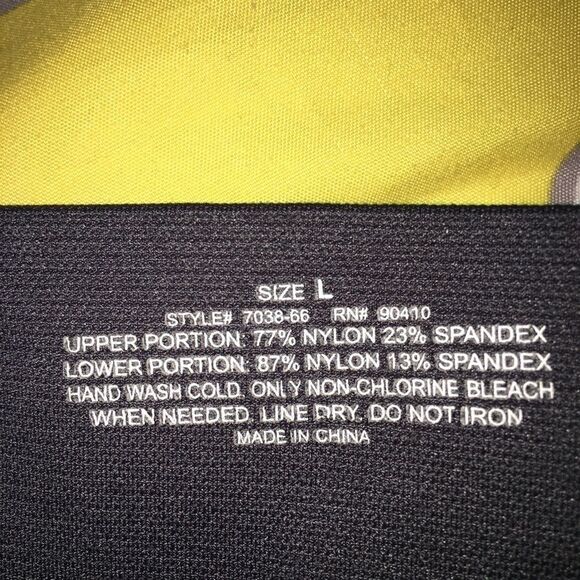 SIZE L
STYLE# 7038-66 RN# 90410
UPPER PORTION: 77% NYLON 23% SPANDEX
LOWER PORTION: 87% NYLON 13% SPANDEX
HAND WASH COLD. ONLY NON-CHLORINE BLEACH
WHEN NEEDED. LINE DRY. DO NOT IRON
MADE IN CHINA